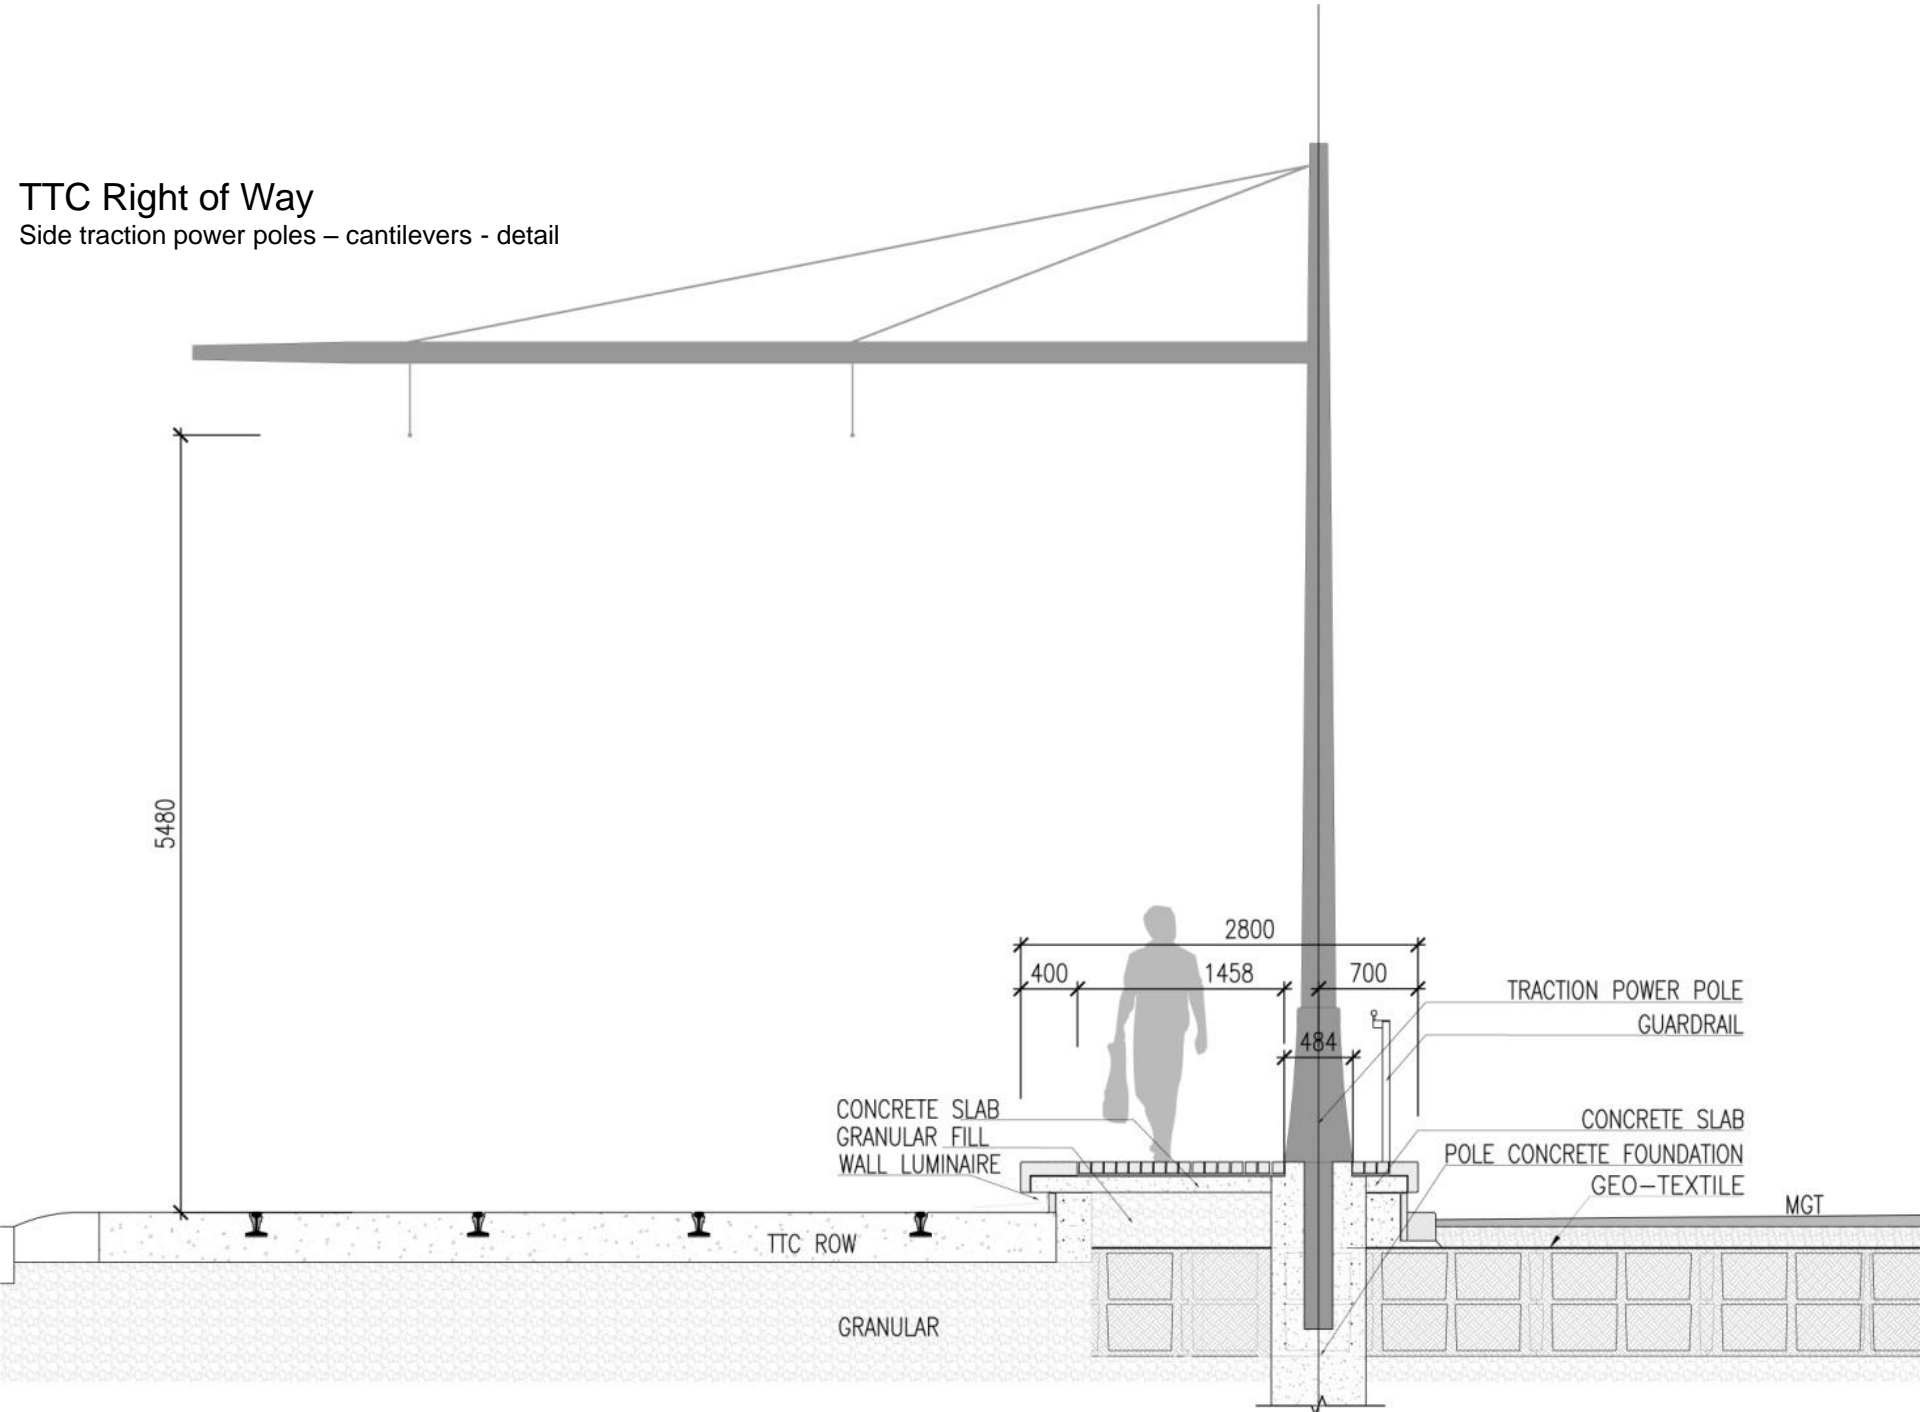 TTC Right of Way
Side traction power poles – cantilevers - detail
5480
2800
400
1458
700
484
TRACTION POWER POLE
GUARDRAIL
CONCRETE SLAB
GRANULAR FILL
WALL LUMINAIRE
CONCRETE SLAB
POLE CONCRETE FOUNDATION
GEO-TEXTILE
MGT
TTC ROW
GRANULAR